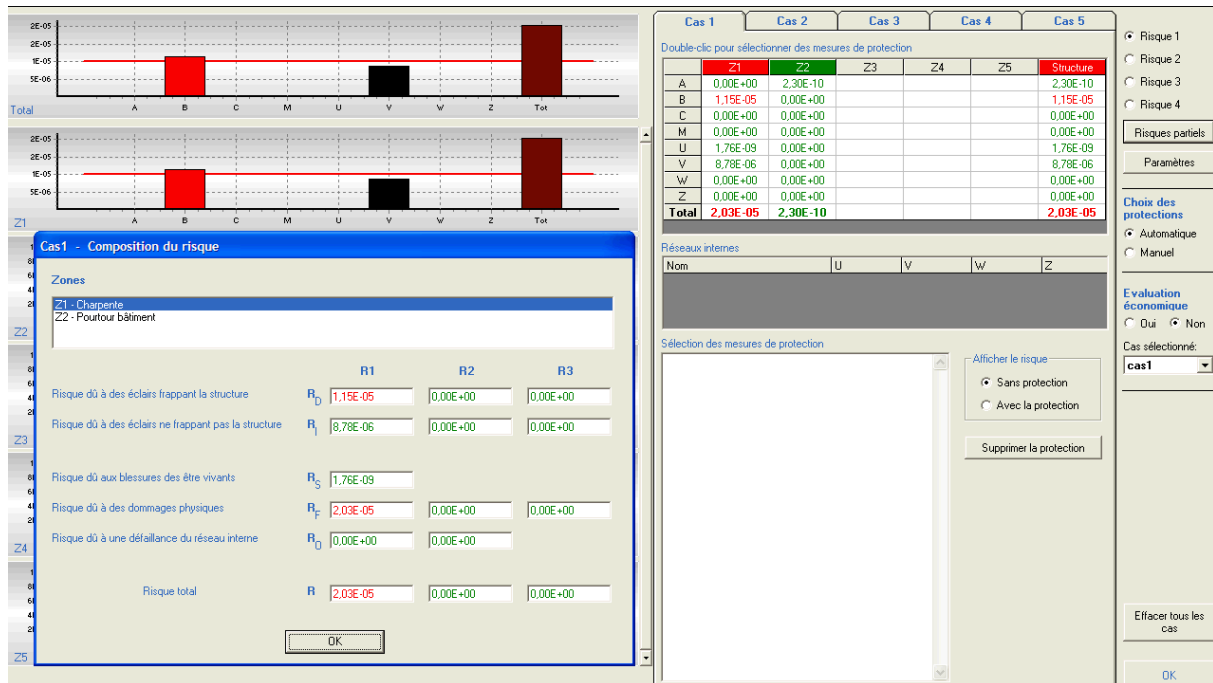 2E-05
2E-05
1E-05
5E-06
Total
A B C M U V W Z Tot
2E-05
2E-05
1E-05
5E-06
Z1
A B C M U V W Z Tot
Z2
Z3
Z4
Z5
Cas1 - Composition du risque
Zones
Z1 - Charpente
Z2 - Pourtour bâtiment
R1 R2 R3
Risque dû à des éclairs frappant la structure RD 1,15E-05 0,00E+00 0,00E+00
Risque dû à des éclairs ne frappant pas la structure RI 8,78E-06 0,00E+00 0,00E+00
Risque dû aux blessures des être vivants RS 1,76E-09
Risque dû à des dommages physiques RF 2,03E-05 0,00E+00 0,00E+00
Risque dû à une défaillance du réseau interne RO 0,00E+00 0,00E+00
Risque total R 2,03E-05 0,00E+00 0,00E+00
OK
Cas 1 Cas 2 Cas 3 Cas 4 Cas 5
Double-clic pour sélectionner des mesures de protection
Z1 Z2 Z3 Z4 Z5 Structure
A 0,00E+00 2,30E-10 2,30E-10
B 1,15E-05 0,00E+00 1,15E-05
C 0,00E+00 0,00E+00 0,00E+00
M 0,00E+00 0,00E+00 0,00E+00
U 1,76E-09 0,00E+00 1,76E-09
V 8,78E-06 0,00E+00 8,78E-06
W 0,00E+00 0,00E+00 0,00E+00
Z 0,00E+00 0,00E+00 0,00E+00
Total 2,03E-05 2,30E-10 2,03E-05
Réseaux internes
Nom U V W Z
Sélection des mesures de protection
Afficher le risque
Sans protection
Avec la protection
Supprimer la protection
Risque 1
Risque 2
Risque 3
Risque 4
Risques partiels
Paramètres
Choix des
protections
Automatique
Manuel
Evaluation
économique
Oui Non
Cas sélectionné:
cas1
Effacer tous les
cas
OK